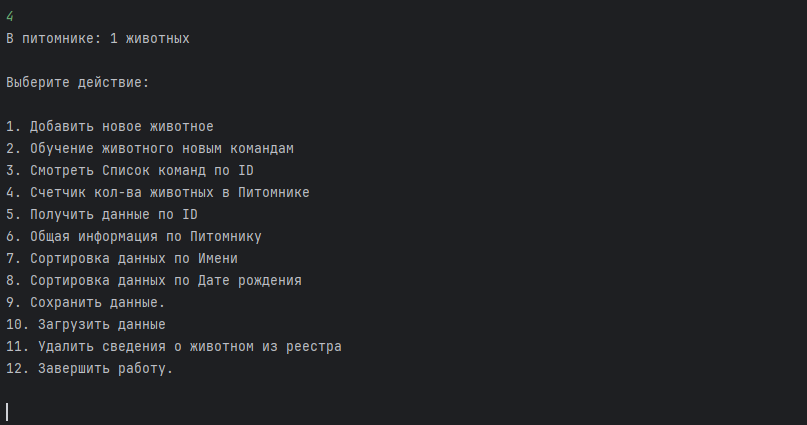 4
В питомнике: 1 животных
Выберите действие:
1. Добавить новое животное
2. Обучение животного новым командам
3. Смотреть Список команд по ID
4. Счетчик кол-ва животных в Питомнике
5. Получить данные по ID
6. Общая информация по Питомнику
7. Сортировка данных по Имени
8. Сортировка данных по Дате рождения
9. Сохранить данные.
10. Загрузить данные
11. Удалить сведения о животном из реестра
12. Завершить работу.